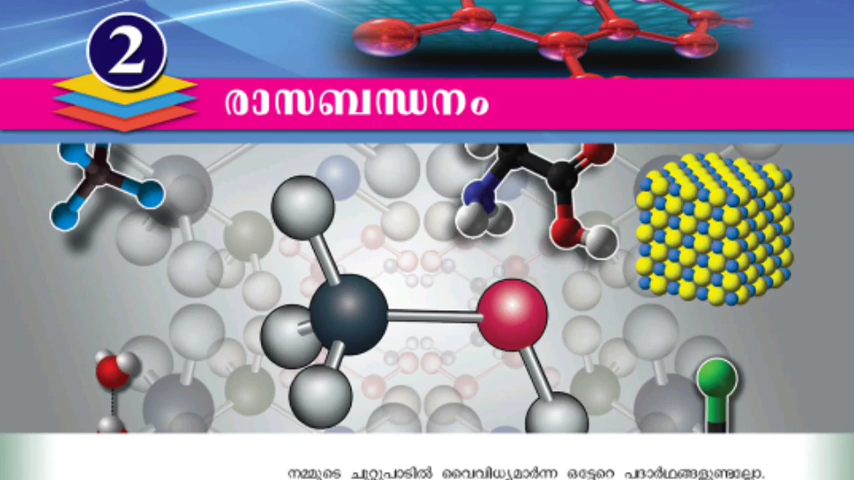 2
രാസബന്ധനം
നമ്മുടെ ചുറ്റുപാടിൽ വൈവിധ്യമാർന്ന ഒട്ടേറെ പദാർഥങ്ങളുണ്ടല്ലോ.